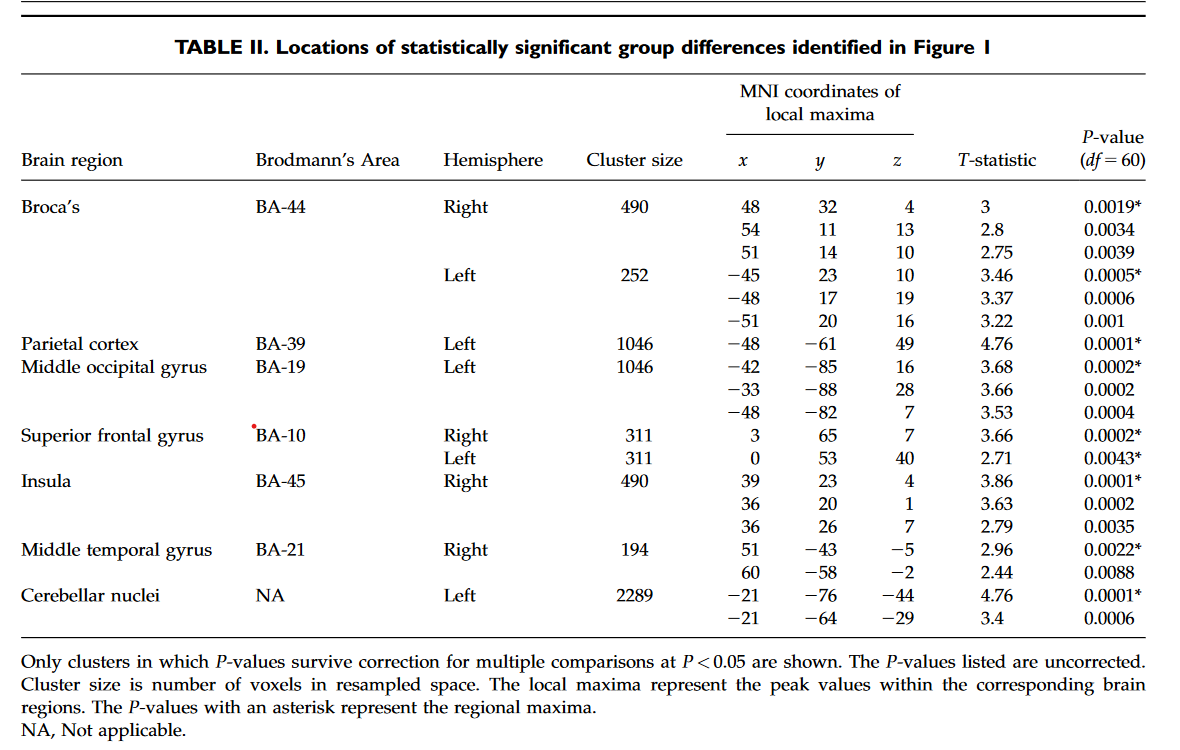 TABLE II. Locations of statistically significant group differences identified in Figure 1
MNI coordinates of
local maxima
P-value
Brain region Brodmann's Area Hemisphere Cluster size x y z T-statistic (df = 60)
Broca's BA-44 Right 490 48 32 4 3 0.0019*
54 11 13 2.8 0.0034
51 14 10 2.75 0.0039
Left 252 −45 23 10 3.46 0.0005*
−48 17 19 3.37 0.0006
−51 20 16 3.22 0.001
Parietal cortex BA-39 Left 1046 −48 −61 49 4.76 0.0001*
Middle occipital gyrus BA-19 Left 1046 −42 −85 16 3.68 0.0002*
−33 −88 28 3.66 0.0002
−48 −82 7 3.53 0.0004
Superior frontal gyrus BA-10 Right 311 3 65 7 3.66 0.0002*
Left 311 0 53 40 2.71 0.0043*
Insula BA-45 Right 490 39 23 4 3.86 0.0001*
36 20 1 3.63 0.0002
36 26 7 2.79 0.0035
Middle temporal gyrus BA-21 Right 194 51 −43 −5 2.96 0.0022*
60 −58 −2 2.44 0.0088
Cerebellar nuclei NA Left 2289 −21 −76 −44 4.76 0.0001*
−21 −64 −29 3.4 0.0006
Only clusters in which P-values survive correction for multiple comparisons at P < 0.05 are shown. The P-values listed are uncorrected.
Cluster size is number of voxels in resampled space. The local maxima represent the peak values within the corresponding brain
regions. The P-values with an asterisk represent the regional maxima.
NA, Not applicable.